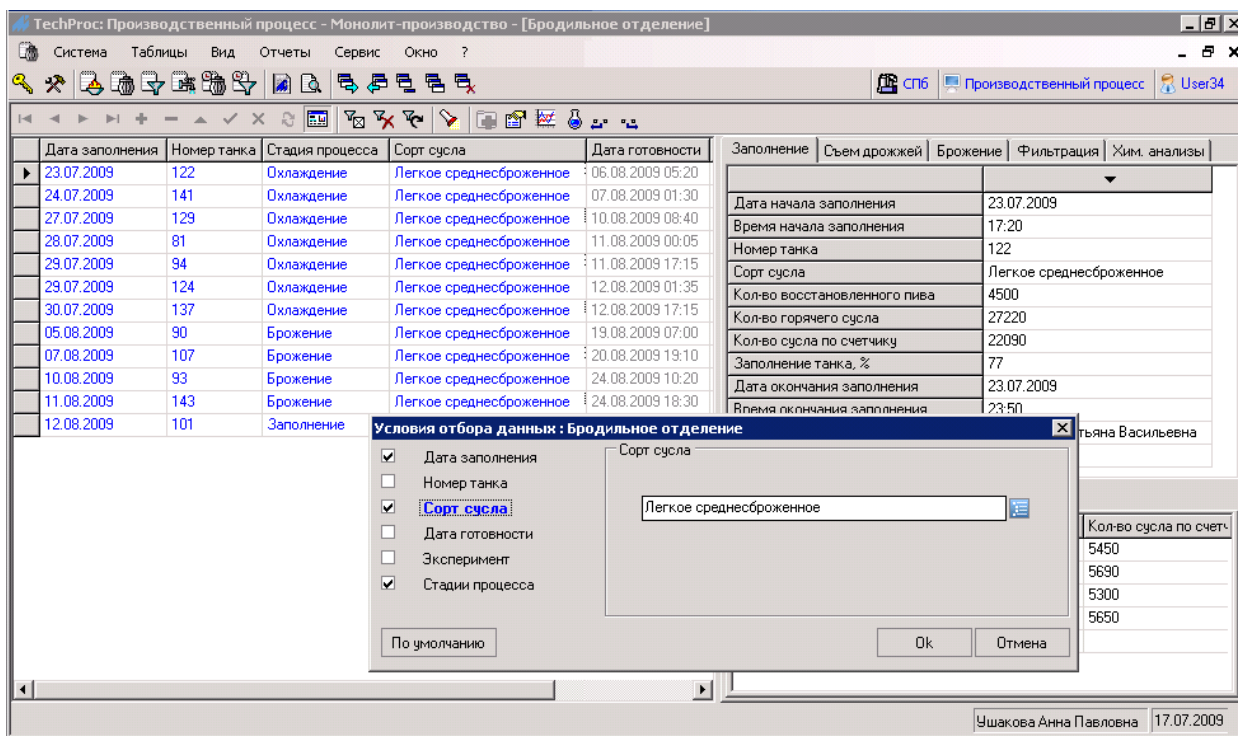 TechProc: Производственный процесс - Монолит-производство - [Бродильное отделение]
Система Таблицы Вид Отчеты Сервис Окно ?
СПб Производственный процесс User34
Дата заполнения Номер танка Стадия процесса Сорт сусла Дата готовности
23.07.2009 122 Охлаждение Легкое среднесброженное 06.08.2009 05:20
24.07.2009 141 Охлаждение Легкое среднесброженное 07.08.2009 01:30
27.07.2009 129 Охлаждение Легкое среднесброженное 10.08.2009 08:40
28.07.2009 81 Охлаждение Легкое среднесброженное 11.08.2009 00:05
29.07.2009 94 Охлаждение Легкое среднесброженное 11.08.2009 17:15
29.07.2009 124 Охлаждение Легкое среднесброженное 12.08.2009 01:35
30.07.2009 137 Охлаждение Легкое среднесброженное 12.08.2009 17:15
05.08.2009 90 Брожение Легкое среднесброженное 19.08.2009 07:00
07.08.2009 107 Брожение Легкое среднесброженное 20.08.2009 19:10
10.08.2009 93 Брожение Легкое среднесброженное 24.08.2009 10:20
11.08.2009 143 Брожение Легкое среднесброженное 24.08.2009 18:30
12.08.2009 101 Заполнение
Заполнение Съем дрожжей Брожение Фильтрация Хим. анализы
Дата начала заполнения 23.07.2009
Время начала заполнения 17:20
Номер танка 122
Сорт сусла Легкое среднесброженное
Кол-во восстановленного пива 4500
Кол-во горячего сусла 27220
Кол-во сусла по счетчику 22090
Заполнение танка, % 77
Дата окончания заполнения 23.07.2009
Время окончания заполнения 23:50
тьяна Васильевна
Кол-во сусла по счетч
5450
5690
5300
5650
Условия отбора данных : Бродильное отделение
Дата заполнения
Номер танка
Сорт сусла
Дата готовности
Эксперимент
Стадии процесса
Сорт сусла
Легкое среднесброженное
По умолчанию Ok Отмена
Ушакова Анна Павловна 17.07.2009